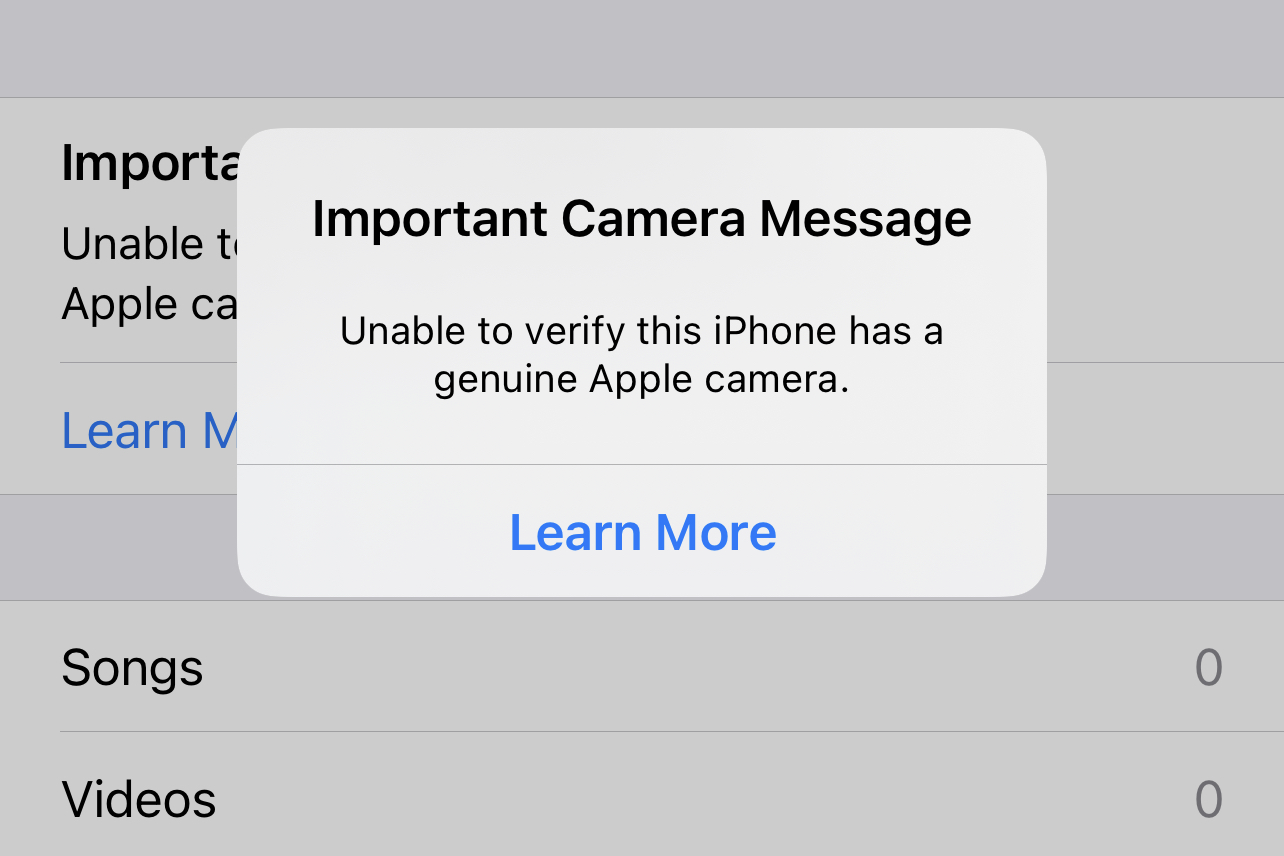 Important Camera Message
Unable to verify this iPhone has a
genuine Apple camera.
Learn More
Importa
Unable to
Apple ca
Learn M
Songs 0
Videos 0